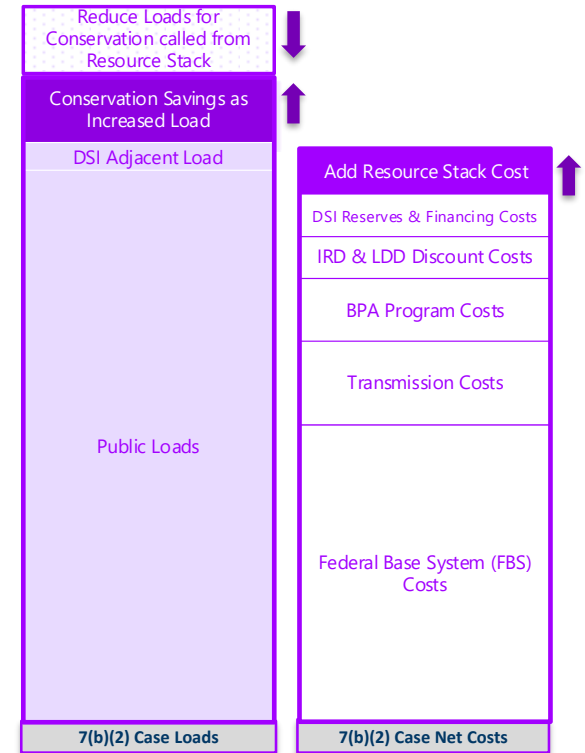 Reduce Loads for
Conservation called from
Resource Stack
Conservation Savings as
Increased Load
DSI Adjacent Load
Public Loads
7(b)(2) Case Loads
Add Resource Stack Cost
DSI Reserves & Financing Costs
IRD & LDD Discount Costs
BPA Program Costs
Transmission Costs
Federal Base System (FBS)
Costs
7(b)(2) Case Net Costs